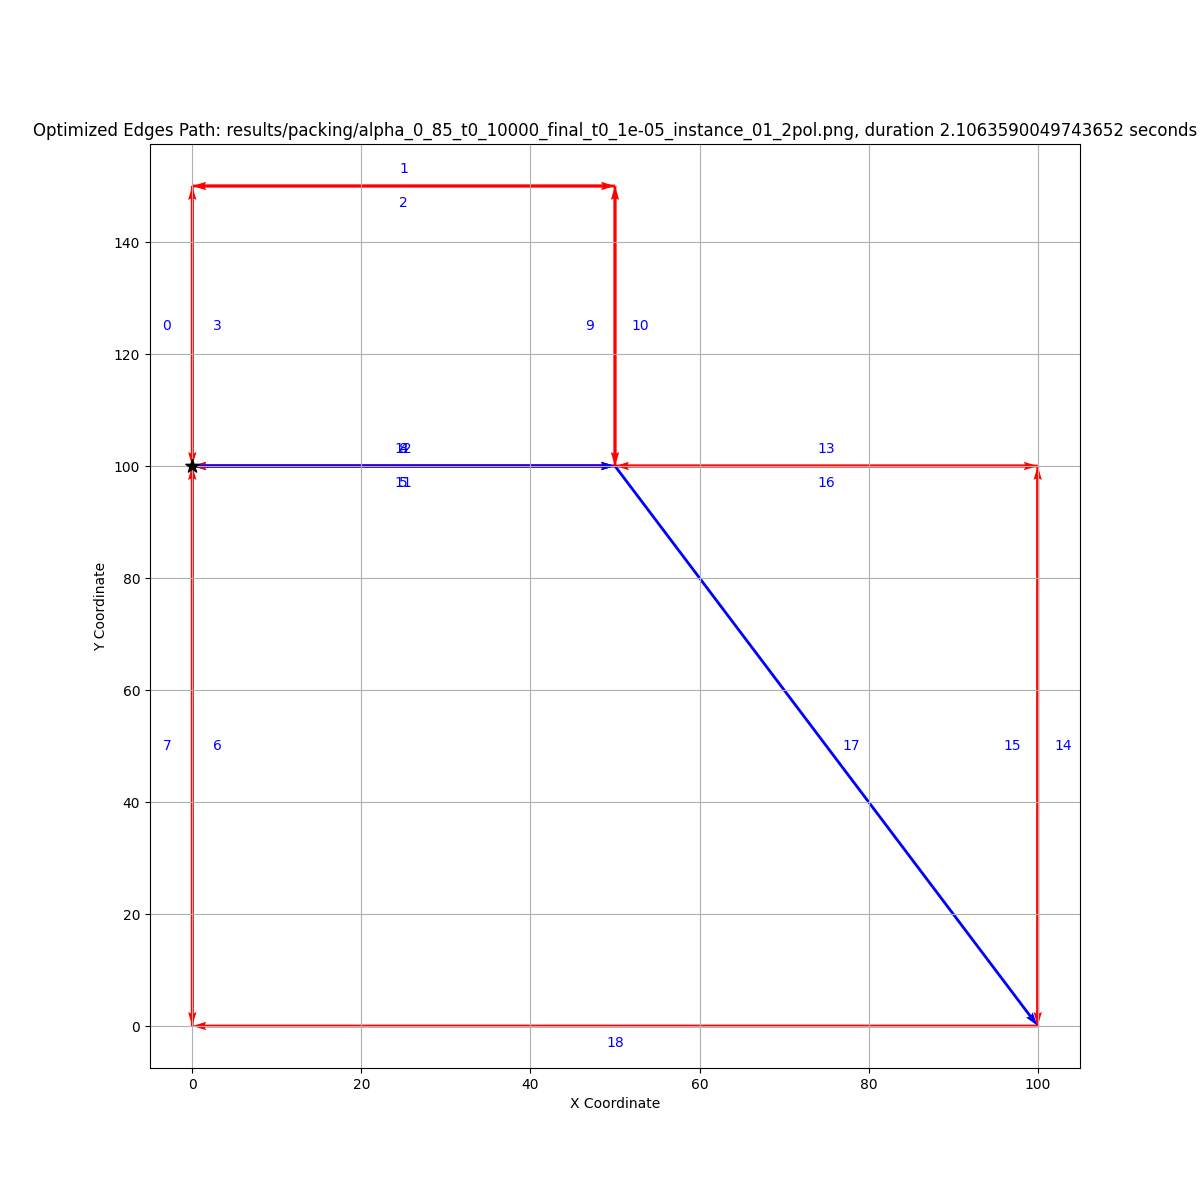 Optimized Edges Path: results/packing/alpha_0_85_t0_10000_final_t0_1e-05_instance_01_2pol.png, duration 2.1063590049743652 seconds
1
2
140
0 3 9 10
120
12 13
100
11 16
80
Y Coordinate
60
7 6 17 15 14
40
20
0
18
0 20 40 60 80 100
X Coordinate